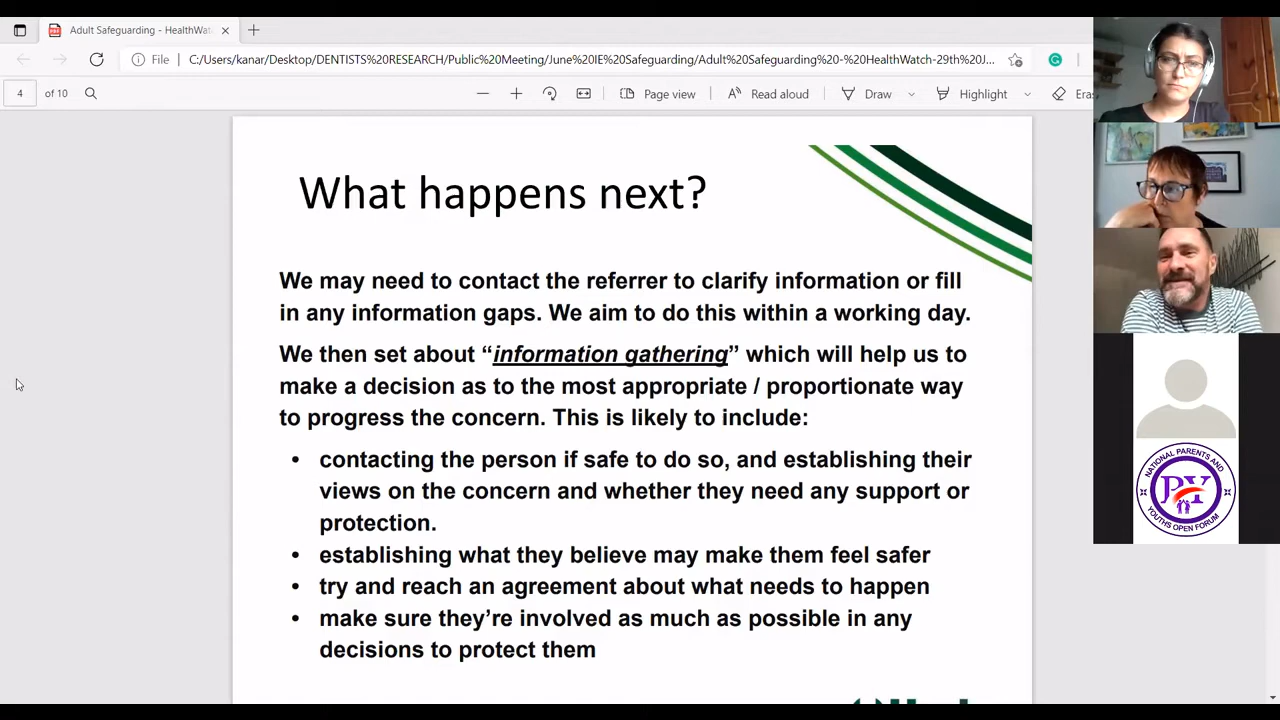 Adult Safeguarding - HealthWat
File C:/Users/kanar/Desktop/DENTISTS%20RESEARCH/Public%20Meeting/June%20IE%20Safeguarding/Adult%20Safeguarding%20-%20HealthWatch-29th%20J...
4 of 10 Page view Read aloud Draw Highlight Eras
What happens next?
We may need to contact the referrer to clarify information or fill
in any information gaps. We aim to do this within a working day.
We then set about “information gathering” which will help us to
make a decision as to the most appropriate / proportionate way
to progress the concern. This is likely to include:
• contacting the person if safe to do so, and establishing their
views on the concern and whether they need any support or
protection.
• establishing what they believe may make them feel safer
• try and reach an agreement about what needs to happen
• make sure they’re involved as much as possible in any
decisions to protect them
NATIONAL PARENTS AND
PY
YOUTHS OPEN FORUM